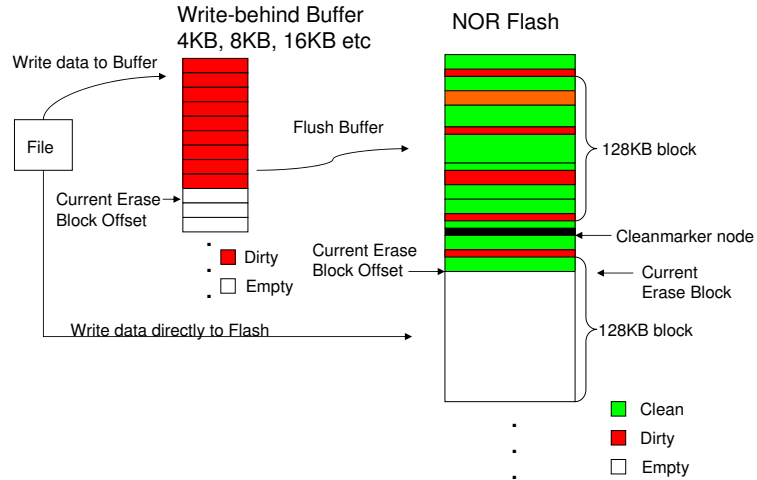 Write-behind Buffer
4KB, 8KB, 16KB etc
NOR Flash
Write data to Buffer
File
Flush Buffer
128KB block
Current Erase
Block Offset
Cleanmarker node
Dirty
Empty
Current Erase
Block Offset
Current
Erase Block
Write data directly to Flash
128KB block
Clean
Dirty
Empty